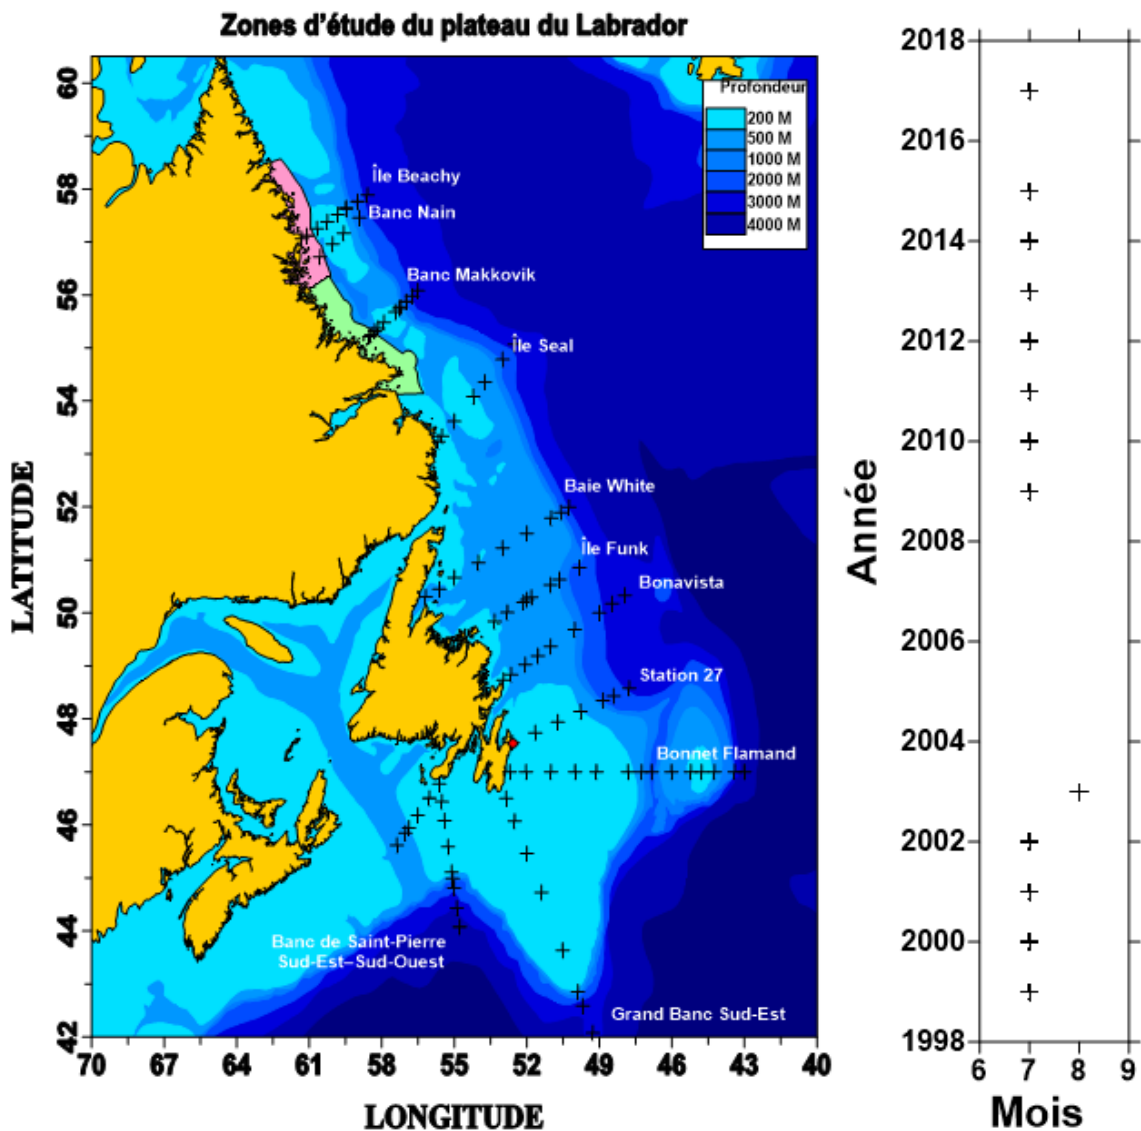 Zones d'étude du plateau du Labrador
60
58
56
54
52
50
48
46
44
42
LATITUDE
70
67
64
61
58
55
52
49
46
43
40
LONGITUDE
Profondeur
200 M
500 M
1000 M
2000 M
3000 M
4000 M
Île Beachy
Banc Nain
Banc Makkovik
Île Seal
Baie White
Île Funk
Bonavista
Station 27
Bonnet Flamand
Banc de Saint-Pierre
Sud-Est–Sud-Ouest
Grand Banc Sud-Est
2018
2016
2014
2012
2010
2008
2006
2004
2002
2000
1998
Année
6
7
8
9
Mois